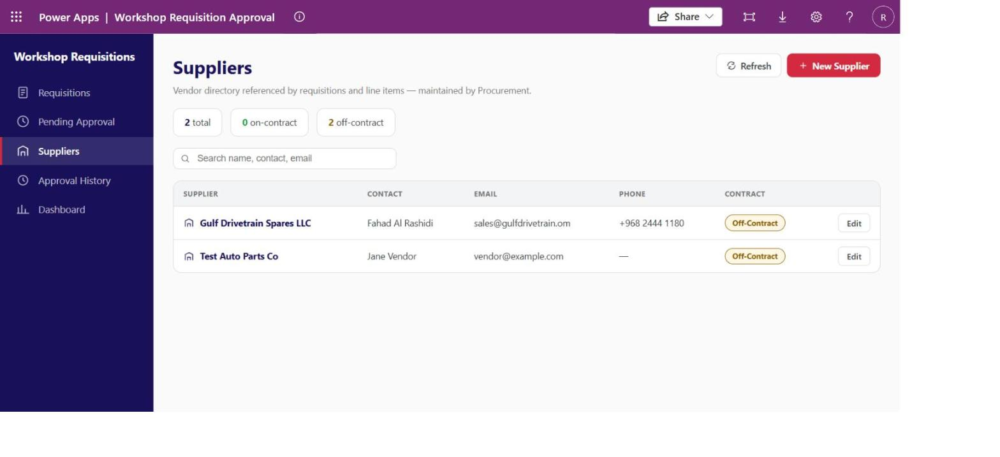 Power Apps | Workshop Requisition Approval
Share
R
Workshop Requisitions
Requisitions
Pending Approval
Suppliers
Approval History
Dashboard
Suppliers
Refresh
+ New Supplier
Vendor directory referenced by requisitions and line items — maintained by Procurement.
2 total
0 on-contract
2 off-contract
Search name, contact, email
SUPPLIER CONTACT EMAIL PHONE CONTRACT
Gulf Drivetrain Spares LLC Fahad Al Rashidi sales@gulfdrivetrain.om +968 2444 1180 Off-Contract Edit
Test Auto Parts Co Jane Vendor vendor@example.com — Off-Contract Edit